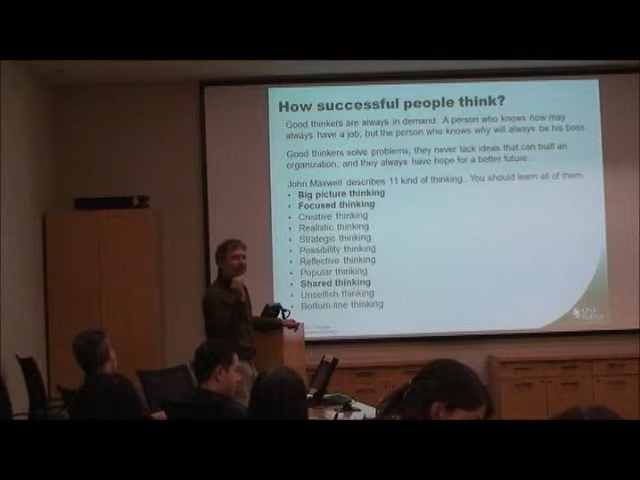 How successful people think?
Good thinkers are always in demand. A person who knows how may
always have a job, but the person who knows why will always be his boss.
Good thinkers solve problems, they never lack ideas that can built an
organization, and they always have hope for a better future.
John Maxwell describes 11 kind of thinking. You should learn all of them.
• Big picture thinking
• Focused thinking
• Creative thinking
• Realistic thinking
• Strategic thinking
• Possibility thinking
• Reflective thinking
• Popular thinking
• Shared thinking
• Unselfish thinking
• Bottom-line thinking